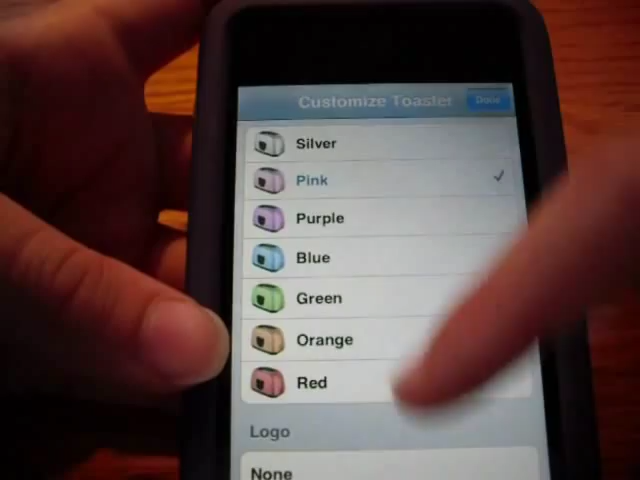 Customize Toaster Done
Silver
Pink
Purple
Blue
Green
Orange
Red
Logo
None